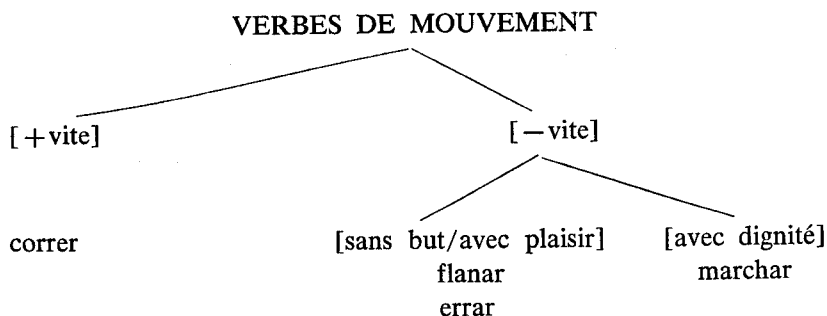 VERBES DE MOUVEMENT
[+vite] [−vite]
correr [sans but/avec plaisir] [avec dignité]
flanar marchar
errar